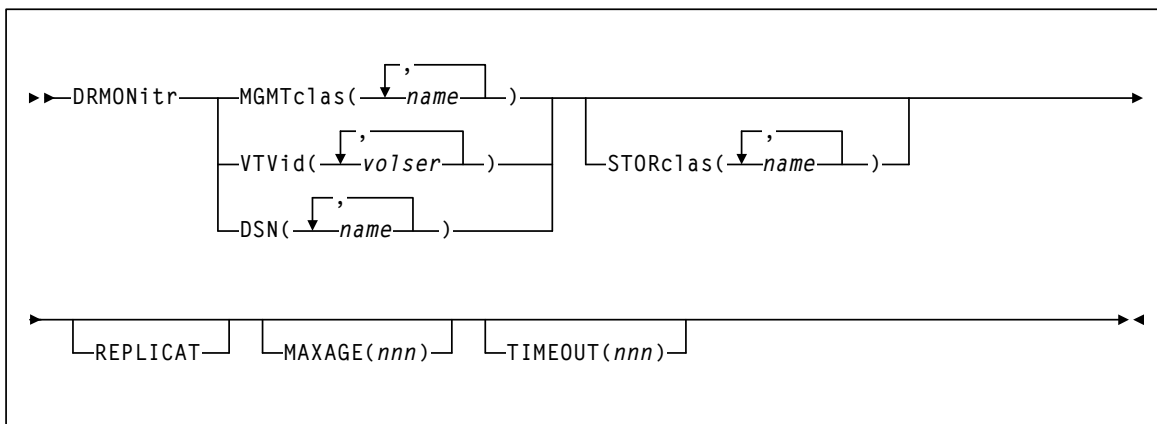 ,
DRMONitr MGMTclas( name )
, ,
VTVid( volser ) STORclas( name )
,
DSN( name )
REPLICAT MAXAGE(nnn) TIMEOUT(nnn)